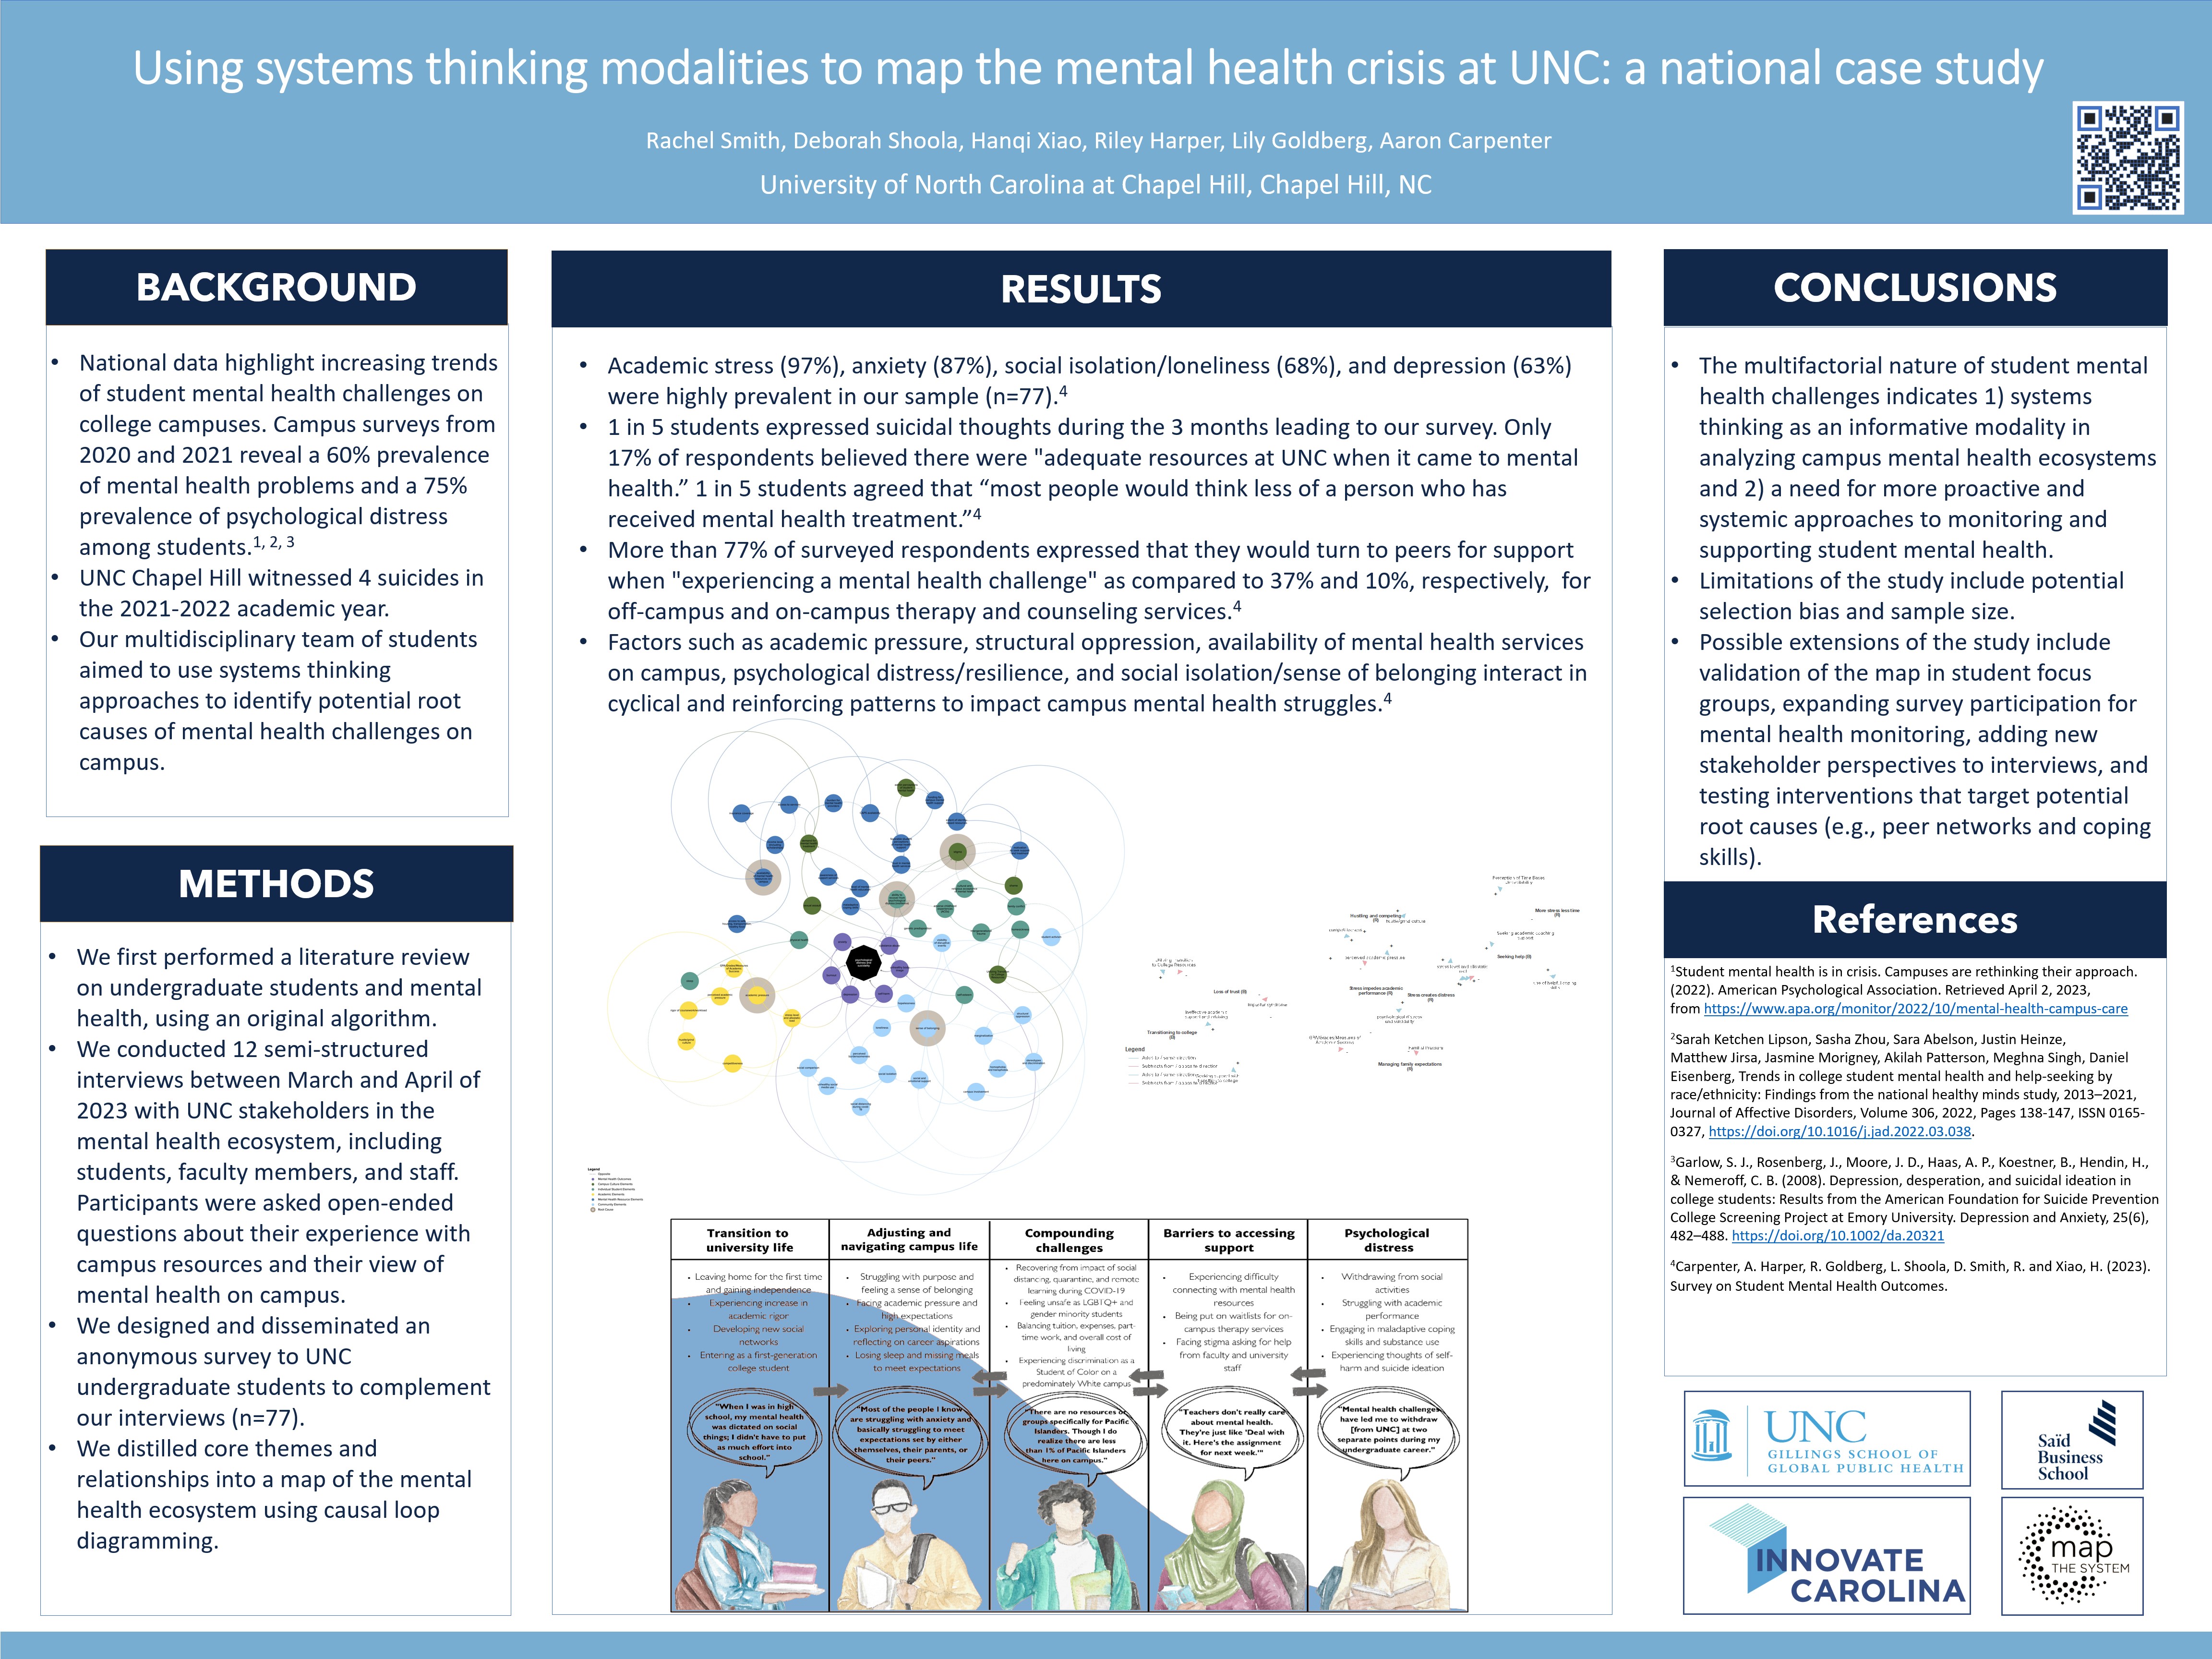 Using systems thinking modalities to map the mental health crisis at UNC: a national case study
Rachel Smith, Deborah Shoola, Hanqi Xiao, Riley Harper, Lily Goldberg, Aaron Carpenter
University of North Carolina at Chapel Hill, Chapel Hill, NC
BACKGROUND
• National data highlight increasing trends
of student mental health challenges on
college campuses. Campus surveys from
2020 and 2021 reveal a 60% prevalence
of mental health problems and a 75%
prevalence of psychological distress
among students.1, 2, 3
• UNC Chapel Hill witnessed 4 suicides in
the 2021-2022 academic year.
• Our multidisciplinary team of students
aimed to use systems thinking
approaches to identify potential root
causes of mental health challenges on
campus.
METHODS
• We first performed a literature review
on undergraduate students and mental
health, using an original algorithm.
• We conducted 12 semi-structured
interviews between March and April of
2023 with UNC stakeholders in the
mental health ecosystem, including
students, faculty members, and staff.
Participants were asked open-ended
questions about their experience with
campus resources and their view of
mental health on campus.
• We designed and disseminated an
anonymous survey to UNC
undergraduate students to complement
our interviews (n=77).
• We distilled core themes and
relationships into a map of the mental
health ecosystem using causal loop
diagramming.
RESULTS
• Academic stress (97%), anxiety (87%), social isolation/loneliness (68%), and depression (63%)
were highly prevalent in our sample (n=77).4
• 1 in 5 students expressed suicidal thoughts during the 3 months leading to our survey. Only
17% of respondents believed there were "adequate resources at UNC when it came to mental
health.” 1 in 5 students agreed that “most people would think less of a person who has
received mental health treatment.”4
• More than 77% of surveyed respondents expressed that they would turn to peers for support
when "experiencing a mental health challenge" as compared to 37% and 10%, respectively, for
off-campus and on-campus therapy and counseling services.4
• Factors such as academic pressure, structural oppression, availability of mental health services
on campus, psychological distress/resilience, and social isolation/sense of belonging interact in
cyclical and reinforcing patterns to impact campus mental health struggles.4
More stress less time
(R)
Hustling and competing
(R)
Seeking academic coaching
support
Seeking help (B)
Loss of trust (R)
Stress impedes academic
performance (R)
Stress creates distress
(R)
Transitioning to college
(R)
Managing family expectations
(R)
Legend
Legend
Mental Health Outcomes
Campus Culture Elements
Individual Student Elements
Academic Elements
Mental Health Resource Elements
Community Elements
Root Cause
Transition to
university life
• Leaving home for the first time
and gaining independence
• Experiencing increase in
academic rigor
• Developing new social
networks
• Entering as a first-generation
college student
"When I was in high
school, my mental health
was dictated on social
things; I didn't have to put
as much effort into
school."
Adjusting and
navigating campus life
• Struggling with purpose and
feeling a sense of belonging
• Facing academic pressure and
high expectations
• Exploring personal identity and
reflecting on career aspirations
• Losing sleep and missing meals
to meet expectations
"Most of the people I know
are struggling with anxiety and
basically struggling to meet
expectations set by either
themselves, their parents, or
their peers."
Compounding
challenges
• Recovering from impact of social
distancing, quarantine, and remote
learning during COVID-19
• Feeling unsafe as LGBTQ+ and
gender minority students
• Balancing tuition, expenses, part-
time work, and overall cost of
living
• Experiencing discrimination as a
Student of Color on a
predominately White campus
"There are no resources or
groups specifically for Pacific
Islanders. Though I do
realize there are less
than 1% of Pacific Islanders
here on campus."
Barriers to accessing
support
• Experiencing difficulty
connecting with mental health
resources
• Being put on waitlists for on-
campus therapy services
• Facing stigma asking for help
from faculty and university
staff
"Teachers don't really care
about mental health.
They're just like 'Deal with
it. Here's the assignment
for next week.'"
Psychological
distress
• Withdrawing from social
activities
• Struggling with academic
performance
• Engaging in maladaptive coping
skills and substance use
• Experiencing thoughts of self-
harm and suicide ideation
"Mental health challenges
have led me to withdraw
[from UNC] at two
separate points during my
undergraduate career."
CONCLUSIONS
• The multifactorial nature of student mental
health challenges indicates 1) systems
thinking as an informative modality in
analyzing campus mental health ecosystems
and 2) a need for more proactive and
systemic approaches to monitoring and
supporting student mental health.
• Limitations of the study include potential
selection bias and sample size.
• Possible extensions of the study include
validation of the map in student focus
groups, expanding survey participation for
mental health monitoring, adding new
stakeholder perspectives to interviews, and
testing interventions that target potential
root causes (e.g., peer networks and coping
skills).
References
1Student mental health is in crisis. Campuses are rethinking their approach.
(2022). American Psychological Association. Retrieved April 2, 2023,
from https://www.apa.org/monitor/2022/10/mental-health-campus-care
2Sarah Ketchen Lipson, Sasha Zhou, Sara Abelson, Justin Heinze,
Matthew Jirsa, Jasmine Morigney, Akilah Patterson, Meghna Singh, Daniel
Eisenberg, Trends in college student mental health and help-seeking by
race/ethnicity: Findings from the national healthy minds study, 2013–2021,
Journal of Affective Disorders, Volume 306, 2022, Pages 138-147, ISSN 0165-
0327, https://doi.org/10.1016/j.jad.2022.03.038.
3Garlow, S. J., Rosenberg, J., Moore, J. D., Haas, A. P., Koestner, B., Hendin, H.,
& Nemeroff, C. B. (2008). Depression, desperation, and suicidal ideation in
college students: Results from the American Foundation for Suicide Prevention
College Screening Project at Emory University. Depression and Anxiety, 25(6),
482–488. https://doi.org/10.1002/da.20321
4Carpenter, A. Harper, R. Goldberg, L. Shoola, D. Smith, R. and Xiao, H. (2023).
Survey on Student Mental Health Outcomes.
UNC
GILLINGS SCHOOL OF
GLOBAL PUBLIC HEALTH
Saïd
Business
School
INNOVATE
CAROLINA
map
THE SYSTEM